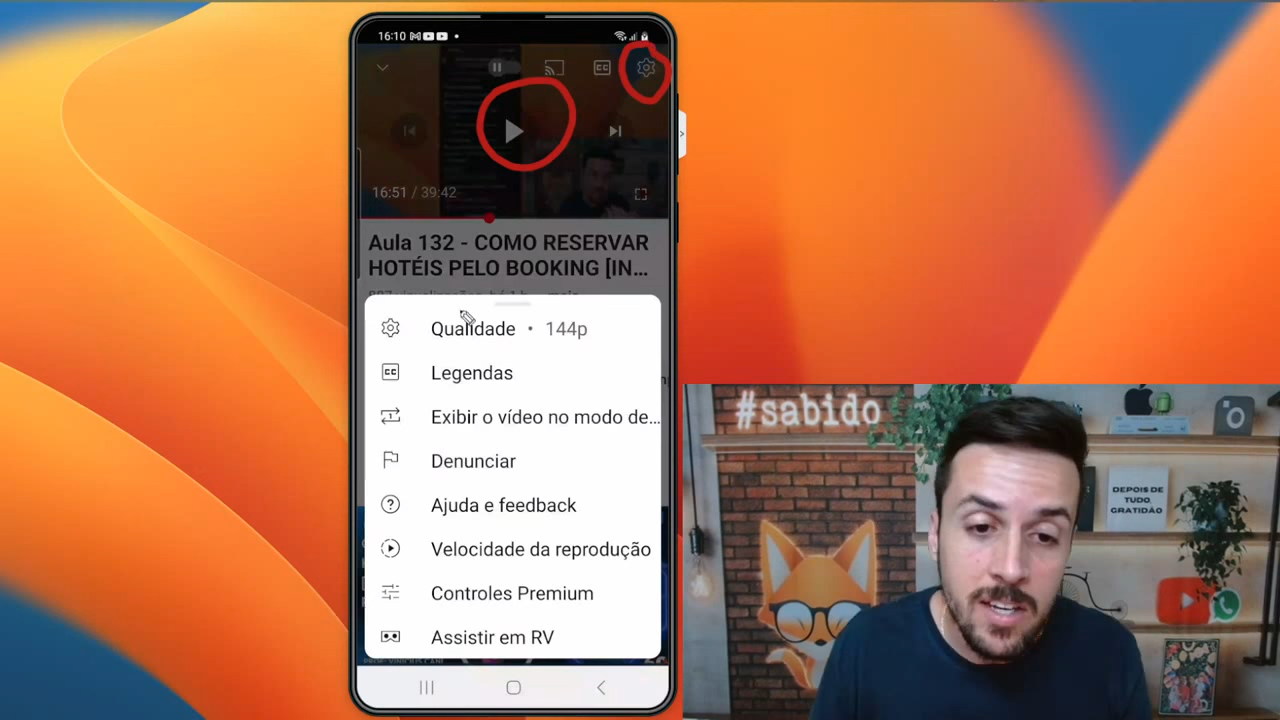 16:10
16:51 / 39:42
Aula 132 - COMO RESERVAR
HOTÉIS PELO BOOKING [IN...
Qualidade • 144p
Legendas
Exibir o vídeo no modo de...
Denunciar
Ajuda e feedback
Velocidade da reprodução
Controles Premium
Assistir em RV
#sabido
DEPOIS DE
TUDO,
GRATIDÃO